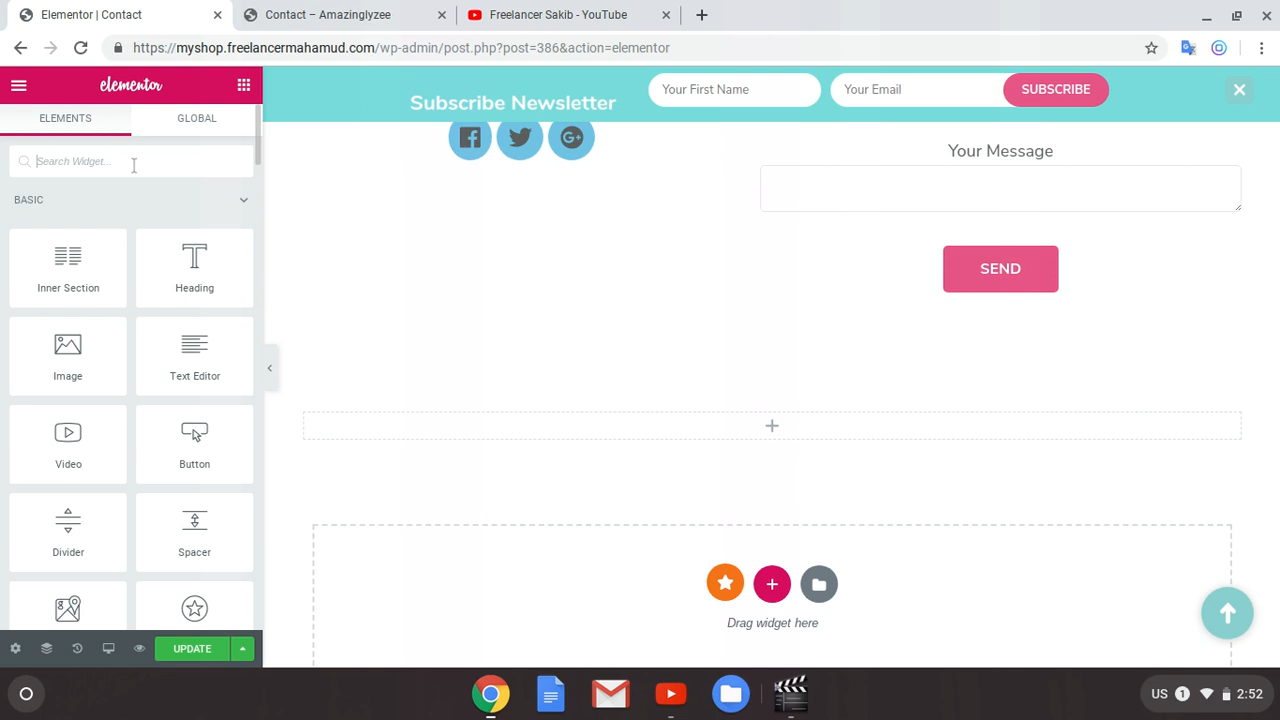 Elementor | Contact
Contact – Amazinglyzee
Freelancer Sakib - YouTube
https://myshop.freelancermahamud.com/wp-admin/post.php?post=386&action=elementor
elementor
ELEMENTS
GLOBAL
Search Widget...
BASIC
Inner Section
Heading
Image
Text Editor
Video
Button
Divider
Spacer
UPDATE
Subscribe Newsletter
Your First Name
Your Email
SUBSCRIBE
Your Message
SEND
Drag widget here
US
1
2:52